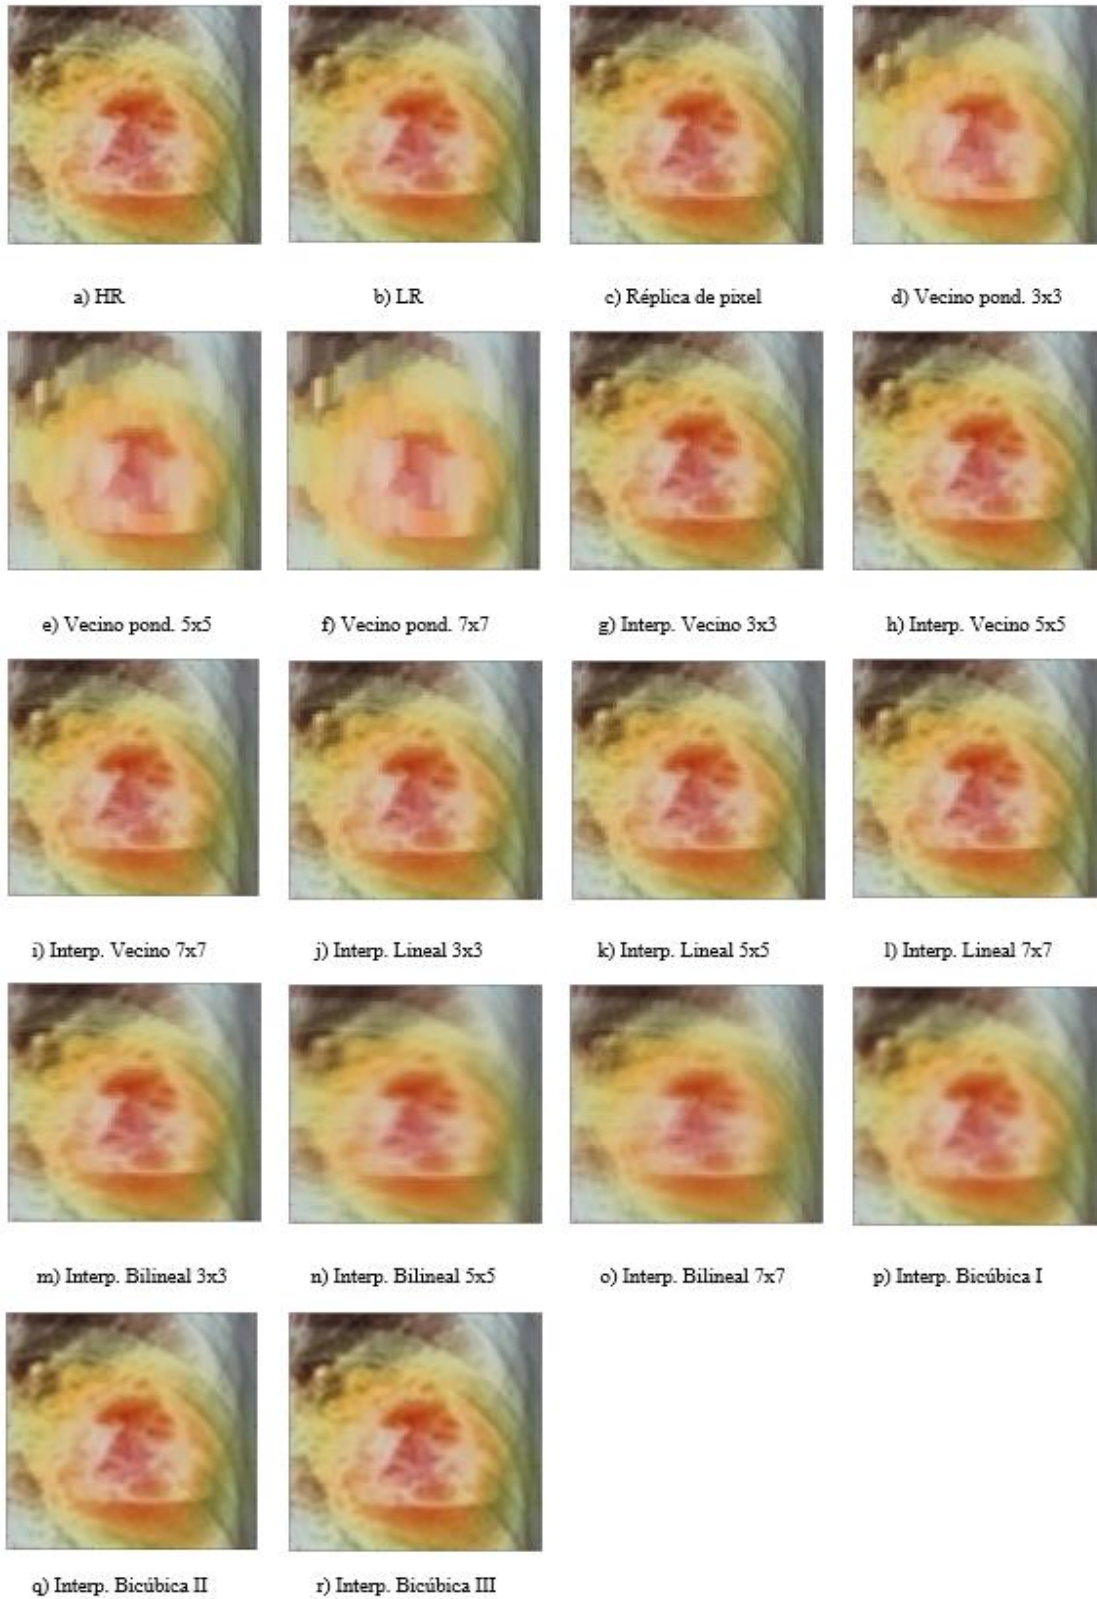 a) HR
b) LR
c) Réplica de pixel
d) Vecino pond. 3x3
e) Vecino pond. 5x5
f) Vecino pond. 7x7
g) Interp. Vecino 3x3
h) Interp. Vecino 5x5
i) Interp. Vecino 7x7
j) Interp. Lineal 3x3
k) Interp. Lineal 5x5
l) Interp. Lineal 7x7
m) Interp. Bilineal 3x3
n) Interp. Bilineal 5x5
o) Interp. Bilineal 7x7
p) Interp. Bicúbica I
q) Interp. Bicúbica II
r) Interp. Bicúbica III